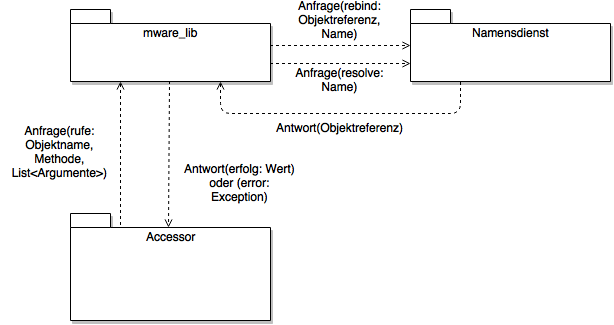 Anfrage(rebind:
Objektreferenz,
Name)
mware_lib
Namensdienst
Anfrage(resolve:
Name)
Antwort(Objektreferenz)
Anfrage(rufe:
Objektname,
Methode,
List<Argumente>)
Antwort(erfolg: Wert)
oder (error:
Exception)
Accessor